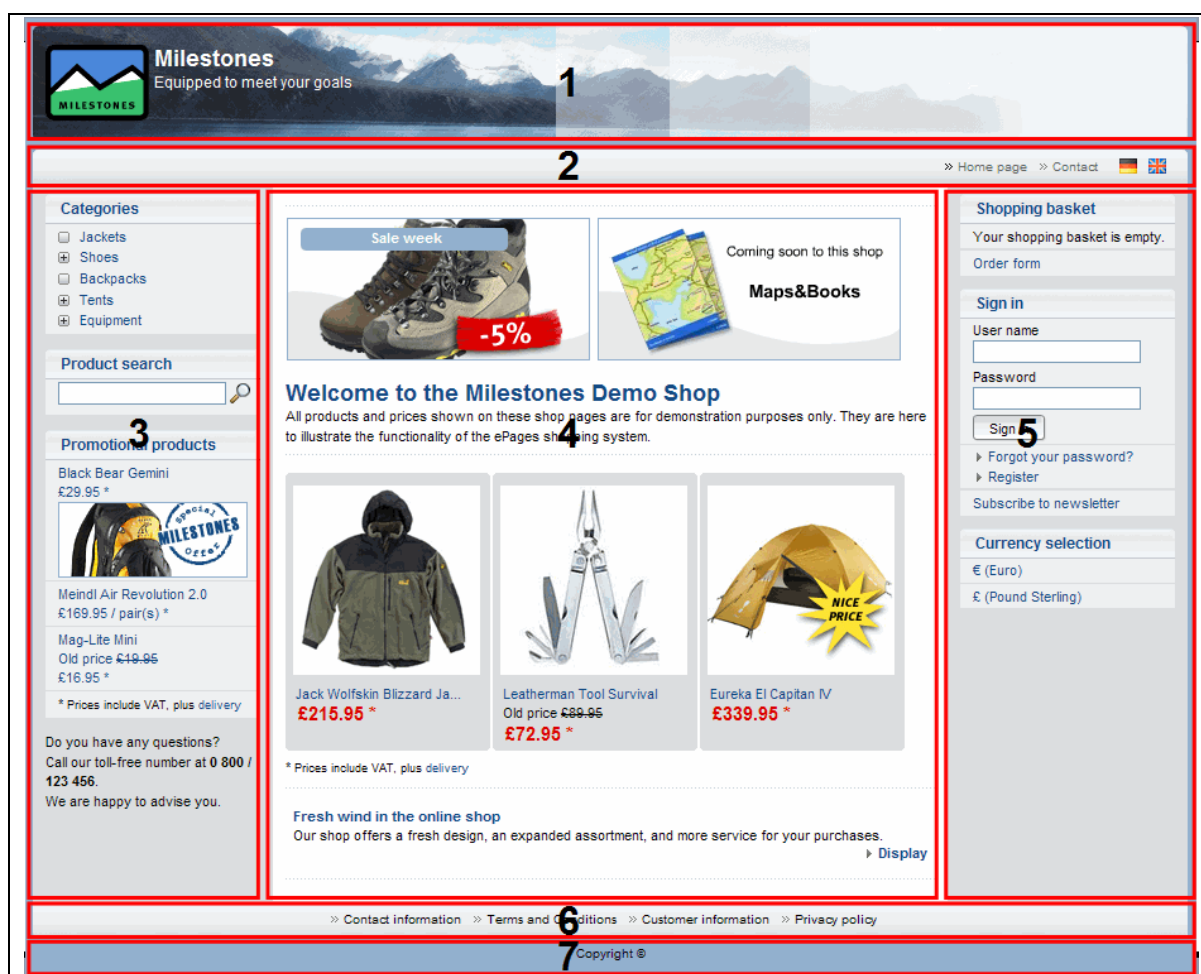 Milestones
Equipped to meet your goals
MILESTONES
1
2
» Home page » Contact
Categories
Jackets
Shoes
Backpacks
Tents
Equipment
Product search
3
Promotional products
Black Bear Gemini
£29.95 *
Special
MILESTONES
Offer
Meindl Air Revolution 2.0
£169.95 / pair(s) *
Mag-Lite Mini
Old price £19.95
£16.95 *
* Prices include VAT, plus delivery
Do you have any questions?
Call our toll-free number at 0 800 /
123 456.
We are happy to advise you.
Sale week
-5%
Coming soon to this shop
Maps&Books
Welcome to the Milestones Demo Shop
All products and prices shown on these shop pages are for demonstration purposes only. They are here
to illustrate the functionality of the ePages shopping system.
4
NICE
PRICE
Jack Wolfskin Blizzard Ja...
£215.95 *
Leatherman Tool Survival
Old price £89.95
£72.95 *
Eureka El Capitan IV
£339.95 *
* Prices include VAT, plus delivery
Fresh wind in the online shop
Our shop offers a fresh design, an expanded assortment, and more service for your purchases.
Display
Shopping basket
Your shopping basket is empty.
Order form
Sign in
User name
Password
Sign
5
Forgot your password?
Register
Subscribe to newsletter
Currency selection
€ (Euro)
£ (Pound Sterling)
» Contact information » Terms and Conditions » Customer information » Privacy policy
6
7
Copyright ©